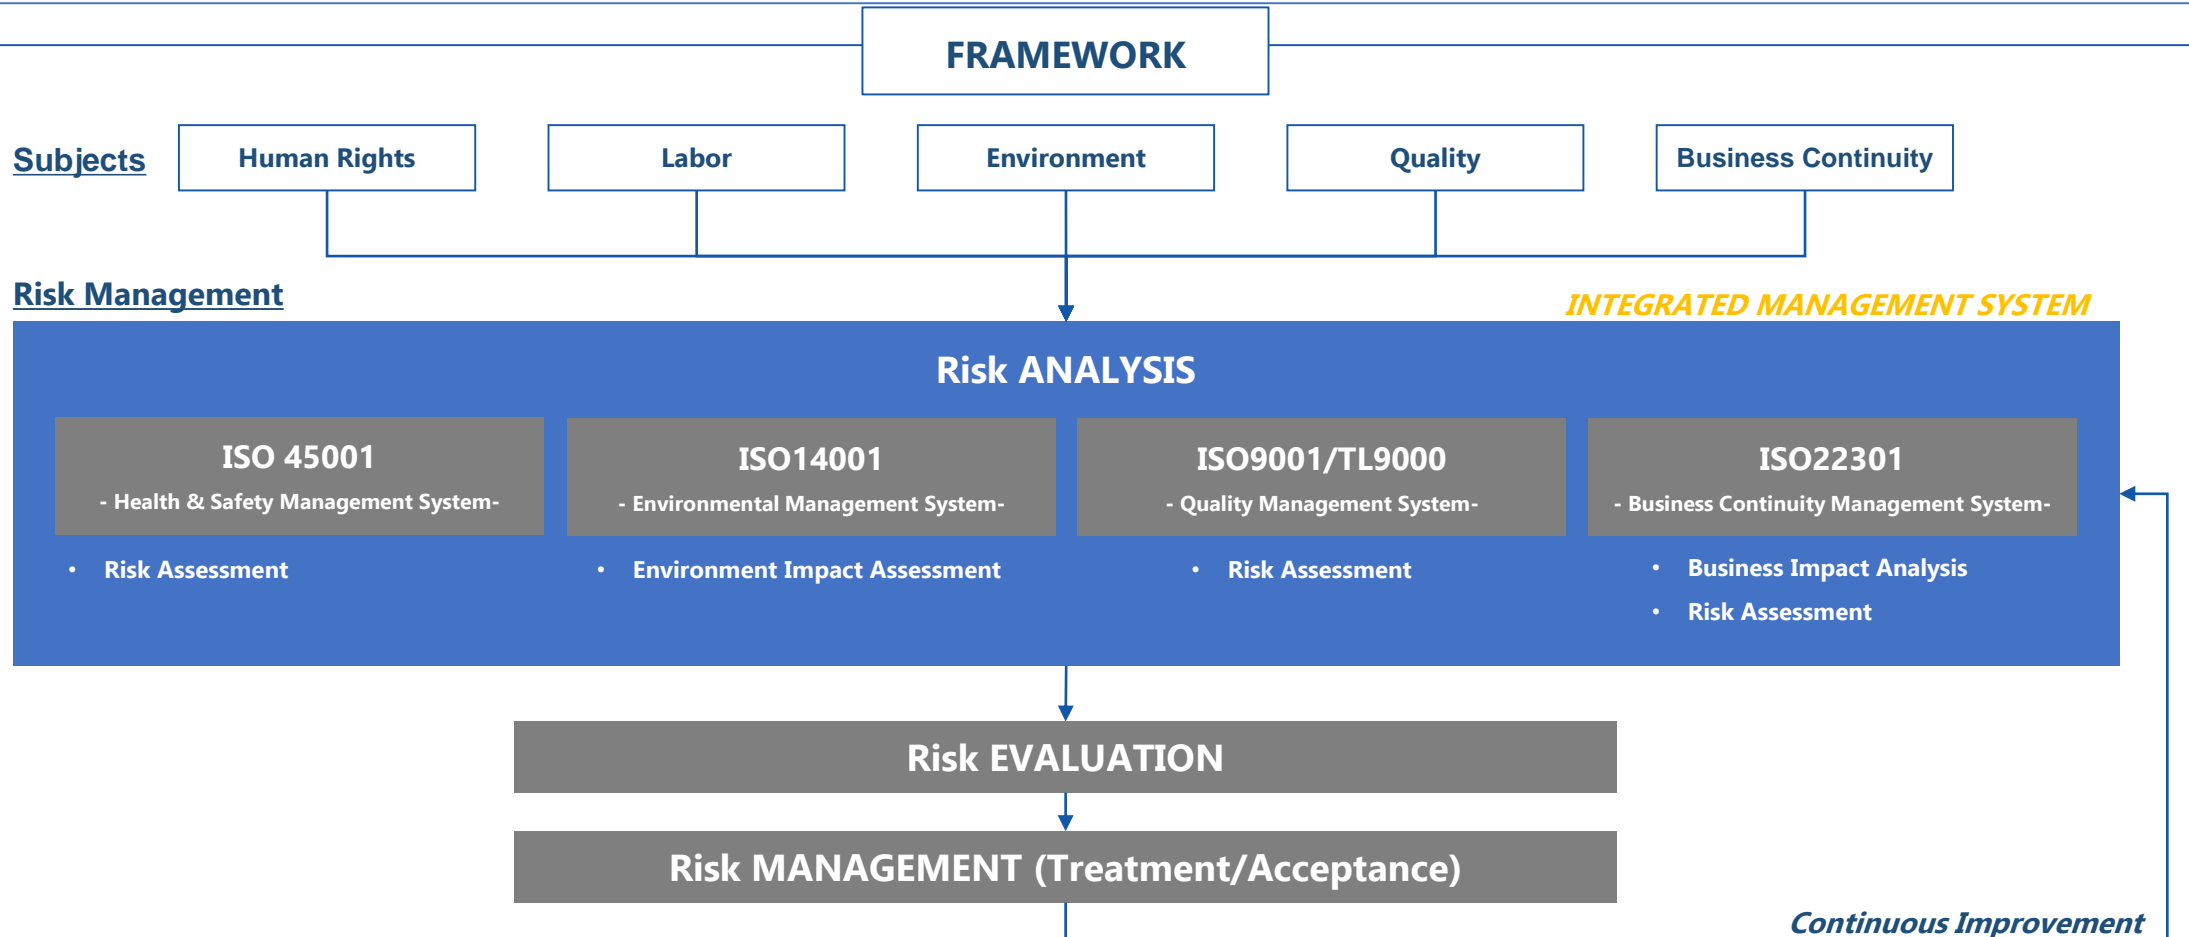 FRAMEWORK
Subjects
Human Rights
Labor
Environment
Quality
Business Continuity
Risk Management
INTEGRATED MANAGEMENT SYSTEM
Risk ANALYSIS
ISO 45001
- Health & Safety Management System-
• Risk Assessment
ISO14001
- Environmental Management System-
• Environment Impact Assessment
ISO9001/TL9000
- Quality Management System-
• Risk Assessment
ISO22301
- Business Continuity Management System-
• Business Impact Analysis
• Risk Assessment
Risk EVALUATION
Risk MANAGEMENT (Treatment/Acceptance)
Continuous Improvement